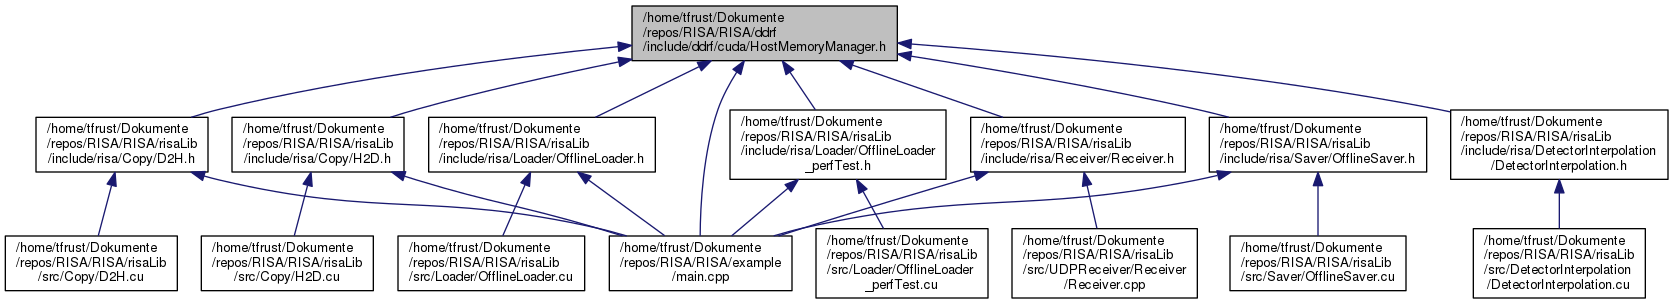 /home/tfrust/Dokumente
/repos/RISA/RISA/ddrf
/include/ddrf/cuda/HostMemoryManager.h
/home/tfrust/Dokumente
/repos/RISA/RISA/risaLib
/include/risa/Copy/D2H.h
/home/tfrust/Dokumente
/repos/RISA/RISA/risaLib
/include/risa/Copy/H2D.h
/home/tfrust/Dokumente
/repos/RISA/RISA/risaLib
/include/risa/Loader/OfflineLoader.h
/home/tfrust/Dokumente
/repos/RISA/RISA/risaLib
/include/risa/Loader/OfflineLoader
_perfTest.h
/home/tfrust/Dokumente
/repos/RISA/RISA/risaLib
/include/risa/Receiver/Receiver.h
/home/tfrust/Dokumente
/repos/RISA/RISA/risaLib
/include/risa/Saver/OfflineSaver.h
/home/tfrust/Dokumente
/repos/RISA/RISA/risaLib
/include/risa/DetectorInterpolation
/DetectorInterpolation.h
/home/tfrust/Dokumente
/repos/RISA/RISA/risaLib
/src/Copy/D2H.cu
/home/tfrust/Dokumente
/repos/RISA/RISA/risaLib
/src/Copy/H2D.cu
/home/tfrust/Dokumente
/repos/RISA/RISA/risaLib
/src/Loader/OfflineLoader.cu
/home/tfrust/Dokumente
/repos/RISA/RISA/example
/main.cpp
/home/tfrust/Dokumente
/repos/RISA/RISA/risaLib
/src/Loader/OfflineLoader
_perfTest.cu
/home/tfrust/Dokumente
/repos/RISA/RISA/risaLib
/src/UDPReceiver/Receiver
/Receiver.cpp
/home/tfrust/Dokumente
/repos/RISA/RISA/risaLib
/src/Saver/OfflineSaver.cu
/home/tfrust/Dokumente
/repos/RISA/RISA/risaLib
/src/DetectorInterpolation
/DetectorInterpolation.cu